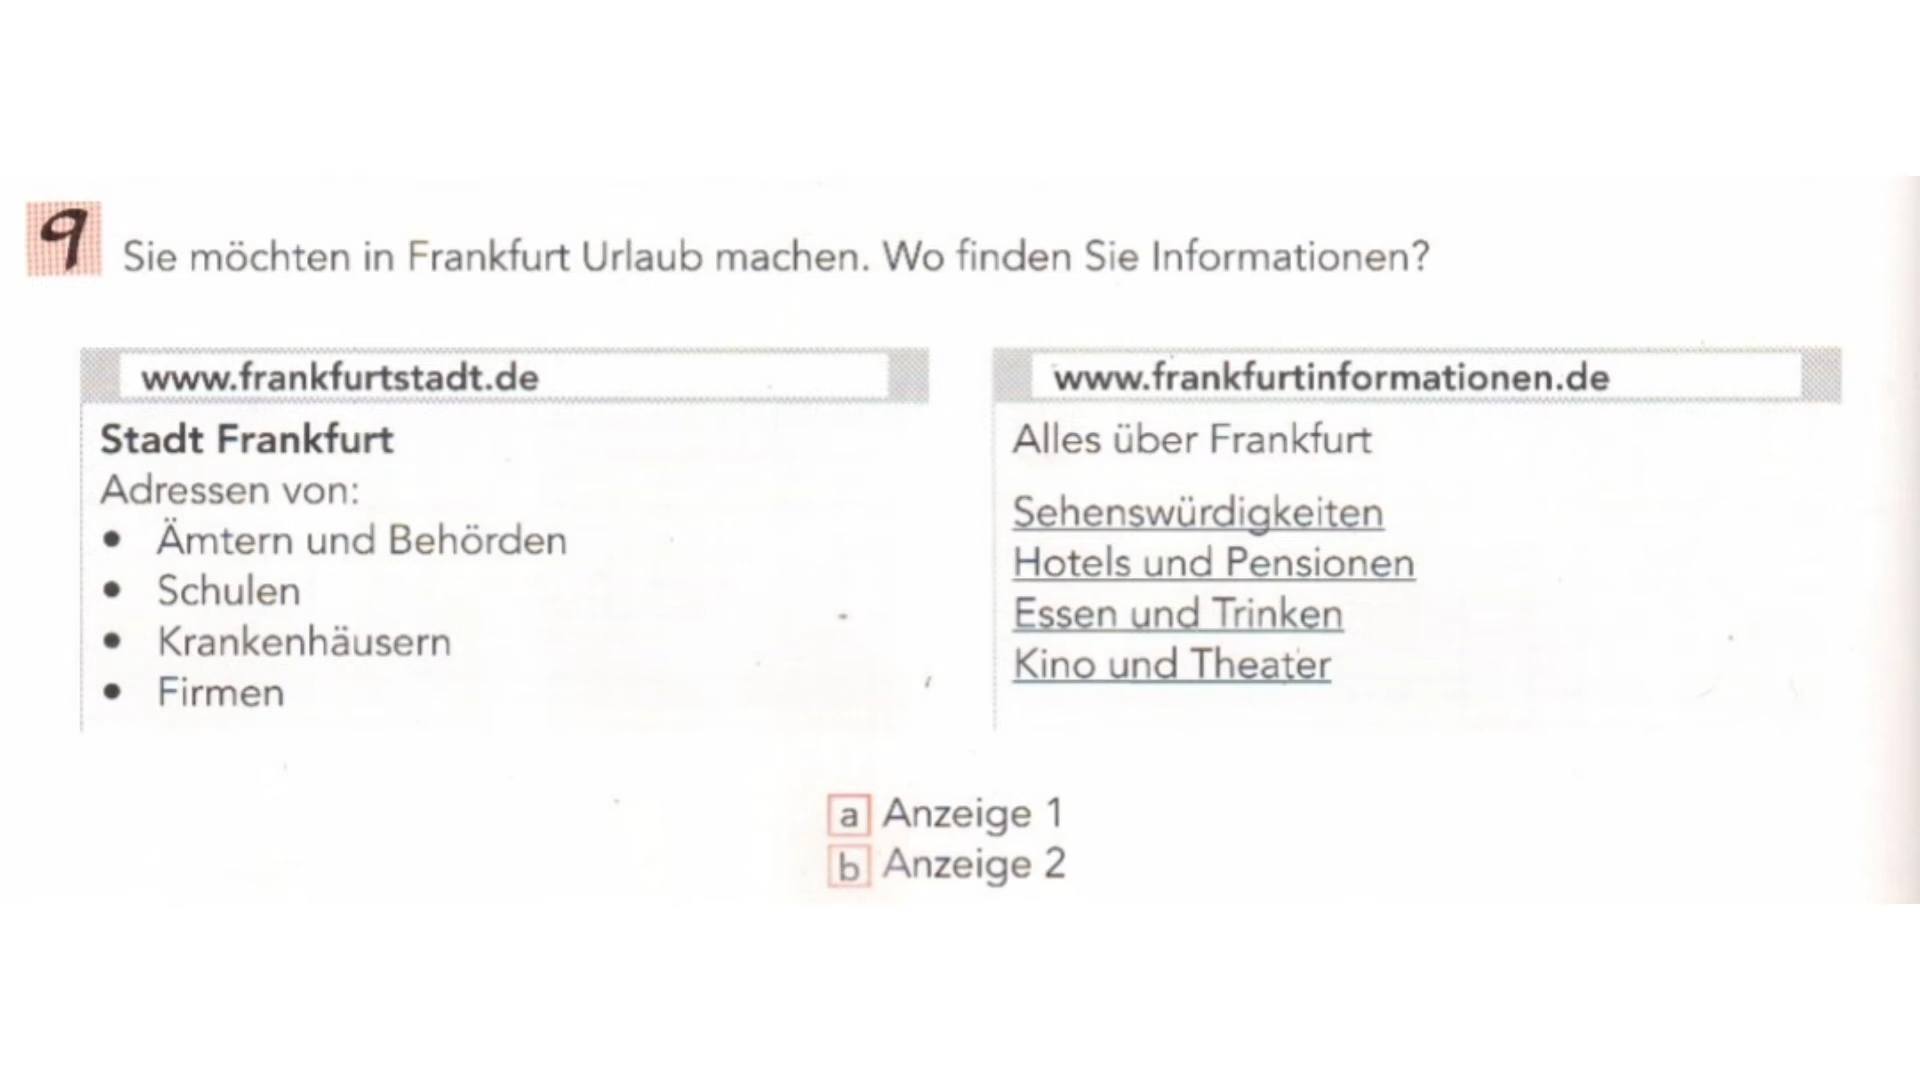 9 Sie möchten in Frankfurt Urlaub machen. Wo finden Sie Informationen?
www.frankfurtstadt.de
Stadt Frankfurt
Adressen von:
• Ämtern und Behörden
• Schulen
• Krankenhäusern
• Firmen
www.frankfurtinformationen.de
Alles über Frankfurt
Sehenswürdigkeiten
Hotels und Pensionen
Essen und Trinken
Kino und Theater
a Anzeige 1
b Anzeige 2